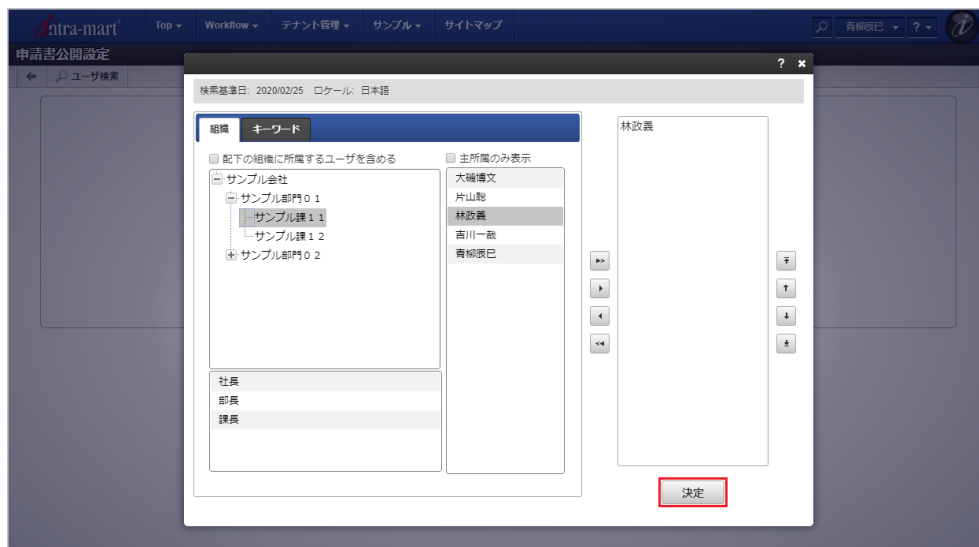 intra-mart
Top Workflow テナント管理 サンプル サイトマップ 青柳辰巳 ?
申請書公開設定
ユーザ検索
?
検索基準日: 2020/02/25 ロケール: 日本語
組織 キーワード
配下の組織に所属するユーザを含める
サンプル会社
サンプル部門０１
サンプル課１１
サンプル課１２
サンプル部門０２
社長
部長
課長
主所属のみ表示
大磯博文
片山聡
林政義
吉川一哉
青柳辰巳
林政義
決定